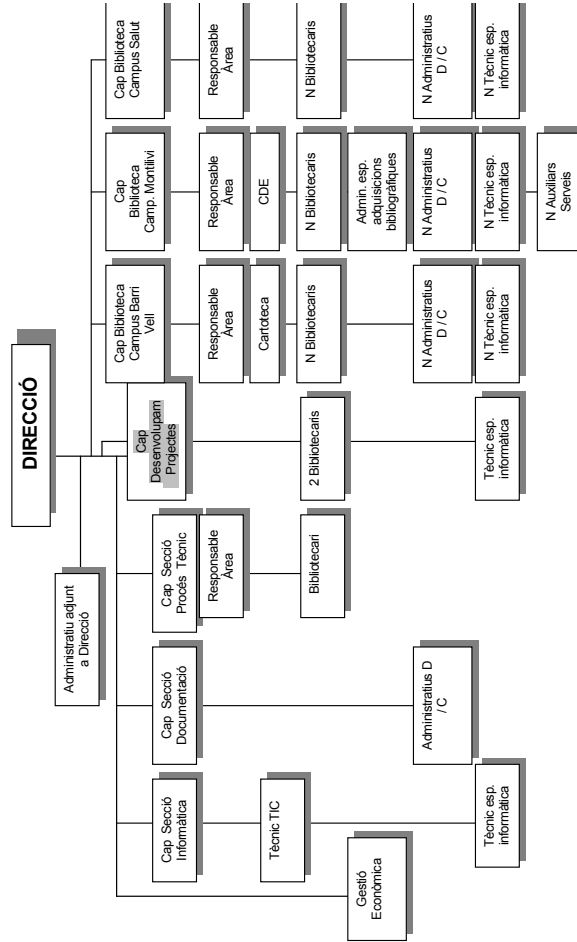 DIRECCIÓ
Administratiu adjunt
a Direcció
Gestió
Econòmica
Cap Secció
Informàtica
Tècnic TIC
Tècnic esp.
informàtica
Cap Secció
Documentació
Administratius D
/ C
Cap Secció
Procés Tècnic
Responsable
Àrea
Bibliotecari
Cap
Desenvolupam
Projectes
2 Bibliotecaris
Tècnic esp.
informàtica
Cap Biblioteca
Campus Barri
Vell
Responsable
Àrea
Cartoteca
N Bibliotecaris
N Administratius
D / C
N Tècnic esp.
informàtica
Cap
Biblioteca
Camp. Montilivi
Responsable
Àrea
CDE
N Bibliotecaris
Admin. esp.
adquisicions
bibliogràfiques
N Administratius
D / C
N Tècnic esp.
informàtica
N Auxiliars
Serveis
Cap Biblioteca
Campus Salut
Responsable
Àrea
N Bibliotecaris
N Administratius
D / C
N Tècnic esp.
informàtica